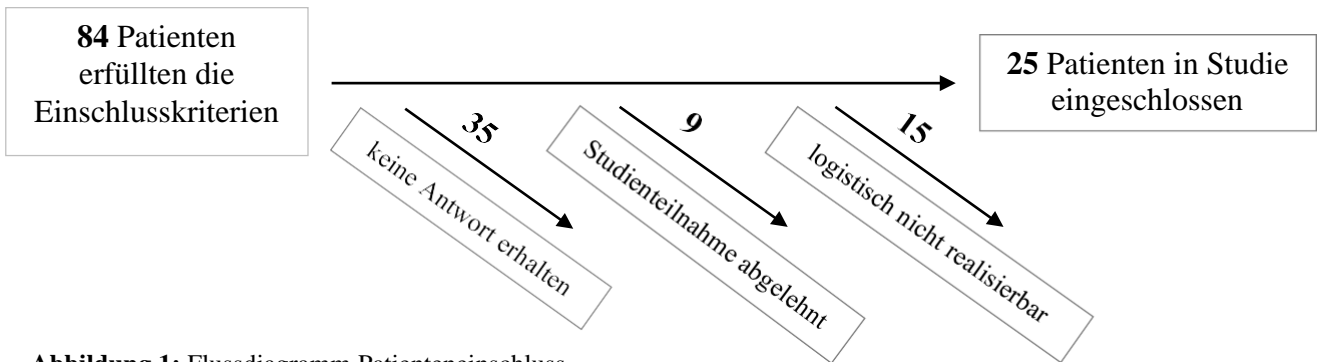 84 Patienten
erfüllten die
Einschlusskriterien
25 Patienten in Studie
eingeschlossen
35
keine Antwort erhalten
9
Studienteilnahme abgelehnt
15
logistisch nicht realisierbar
Abbildung 1: Flussdiagramm Patienteneinschluss